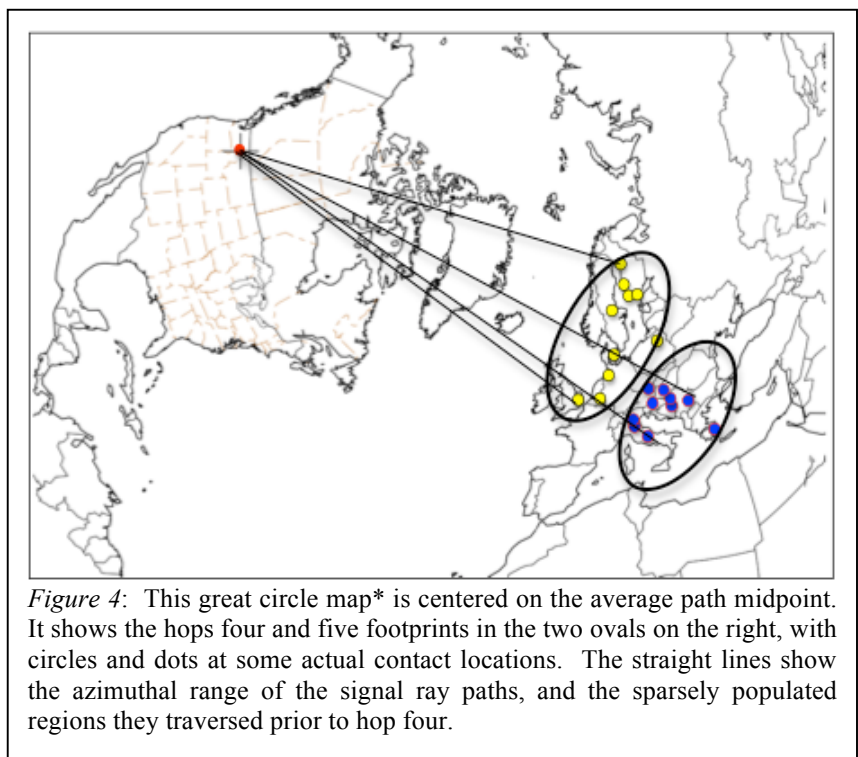 Figure 4: This great circle map* is centered on the average path midpoint.
It shows the hops four and five footprints in the two ovals on the right, with
circles and dots at some actual contact locations. The straight lines show
the azimuthal range of the signal ray paths, and the sparsely populated
regions they traversed prior to hop four.